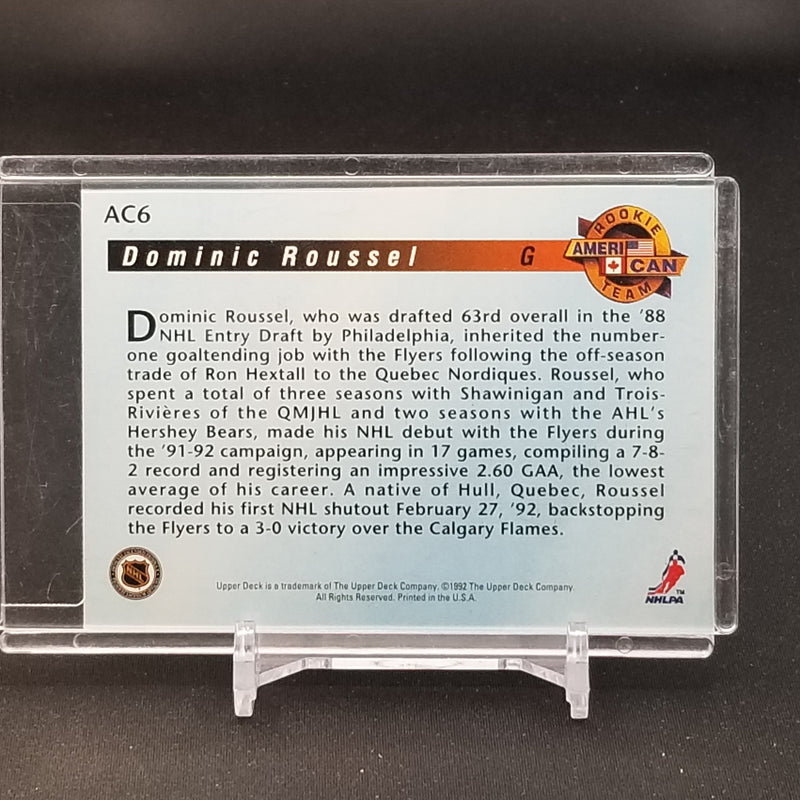 AC6
Dominic Roussel G
ROOKIE
AMERI
CAN
TEAM
Dominic Roussel, who was drafted 63rd overall in the '88
NHL Entry Draft by Philadelphia, inherited the number-
one goaltending job with the Flyers following the off-season
trade of Ron Hextall to the Quebec Nordiques. Roussel, who
spent a total of three seasons with Shawinigan and Trois-
Rivières of the QMJHL and two seasons with the AHL's
Hershey Bears, made his NHL debut with the Flyers during
the '91-92 campaign, appearing in 17 games, compiling a 7-8-
2 record and registering an impressive 2.60 GAA, the lowest
average of his career. A native of Hull, Quebec, Roussel
recorded his first NHL shutout February 27, '92, backstopping
the Flyers to a 3-0 victory over the Calgary Flames.
NHL
Upper Deck is a trademark of The Upper Deck Company. ©1992 The Upper Deck Company.
All Rights Reserved. Printed in the U.S.A.
TM
NHLPA